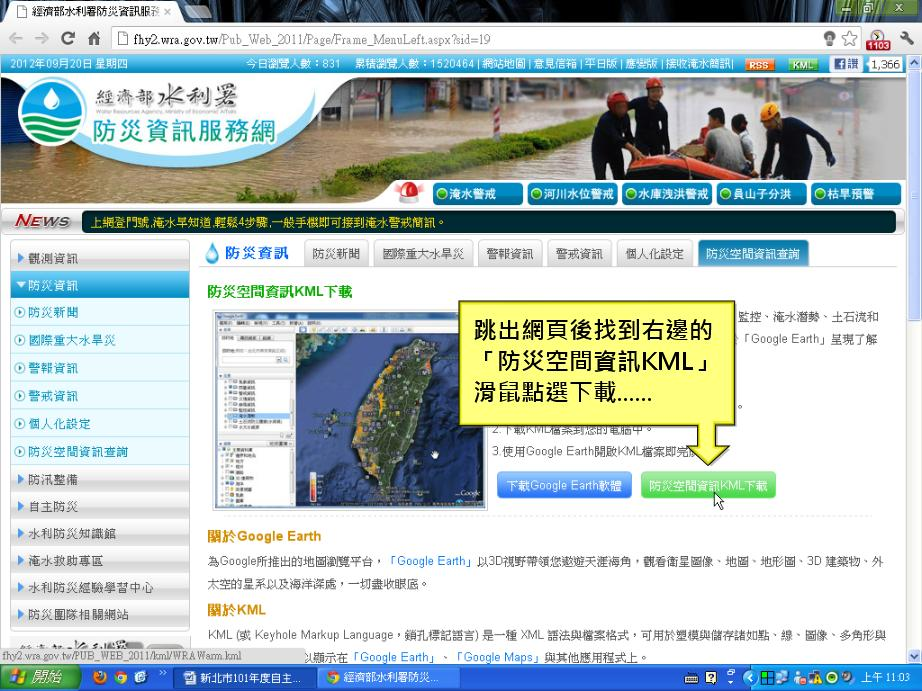 經濟部水利署防災資訊服
fhy2.wra.gov.tw/Pub_Web_2011/Page/Frame_MenuLeft.aspx?sid=19
1103
2012年09月20日 星期四
今日瀏覽人數：831 累積瀏覽人數：1520464 | 網站地圖 | 意見信箱 | 平日版 | 應變版 | 接收淹水簡訊 | RSS KML 讚 1,366
經濟部水利署
Water Resources Agency, Ministry of Economic Affairs
防災資訊服務網
淹水警戒 河川水位警戒 水庫洩洪警戒 員山子分洪 枯旱預警
NEWS 上網登門號,淹水早知道,輕鬆4步驟,一般手機即可接到淹水警戒簡訊。
防災資訊 防災新聞 國際重大水旱災 警報資訊 警戒資訊 個人化設定 防災空間資訊查詢
觀測資訊
防災資訊
防災新聞
國際重大水旱災
警報資訊
警戒資訊
個人化設定
防災空間資訊查詢
防汛整備
自主防災
水利防災知識館
淹水救助專區
水利防災經驗學習中心
防災團隊相關網站
防災空間資訊KML下載
監控、淹水潛勢、土石流和
「Google Earth」呈現了解
跳出網頁後找到右邊的
「防災空間資訊KML」
滑鼠點選下載......
2.下載KML檔案到您的電腦中。
3.使用Google Earth開啟KML檔案即完
下載Google Earth軟體 防災空間資訊KML下載
Google
關於Google Earth
為Google所推出的地圖瀏覽平台，「Google Earth」以3D視野帶領您遨遊天涯海角，觀看衛星圖像、地圖、地形圖、3D 建築物、外
太空的星系以及海洋深處，一切盡收眼底。
關於KML
KML (或 Keyhole Markup Language，鎖孔標記語言) 是一種 XML 語法與檔案格式，可用於塑模與儲存諸如點、線、圖像、多角形與
以顯示在「Google Earth」、「Google Maps」與其他應用程式上。
fhy2.wra.gov.tw/PUB_WEB_2011/kml/WRAWarn.kml
開始 新北市101年度自主... 經濟部水利署防災... 上午 11:03